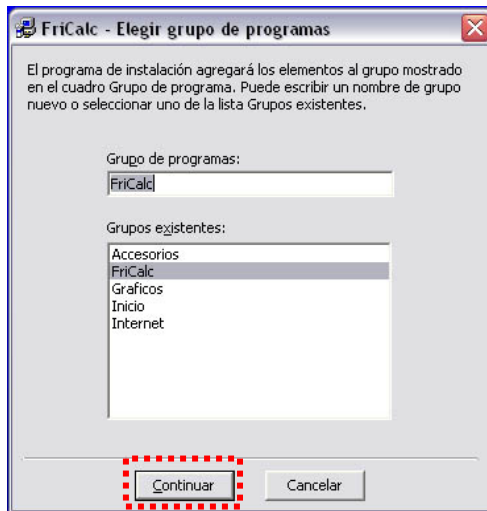 FriCalc - Elegir grupo de programas
El programa de instalación agregará los elementos al grupo mostrado
en el cuadro Grupo de programa. Puede escribir un nombre de grupo
nuevo o seleccionar uno de la lista Grupos existentes.
Grupo de programas:
FriCalc
Grupos existentes:
Accesorios
FriCalc
Graficos
Inicio
Internet
Continuar
Cancelar